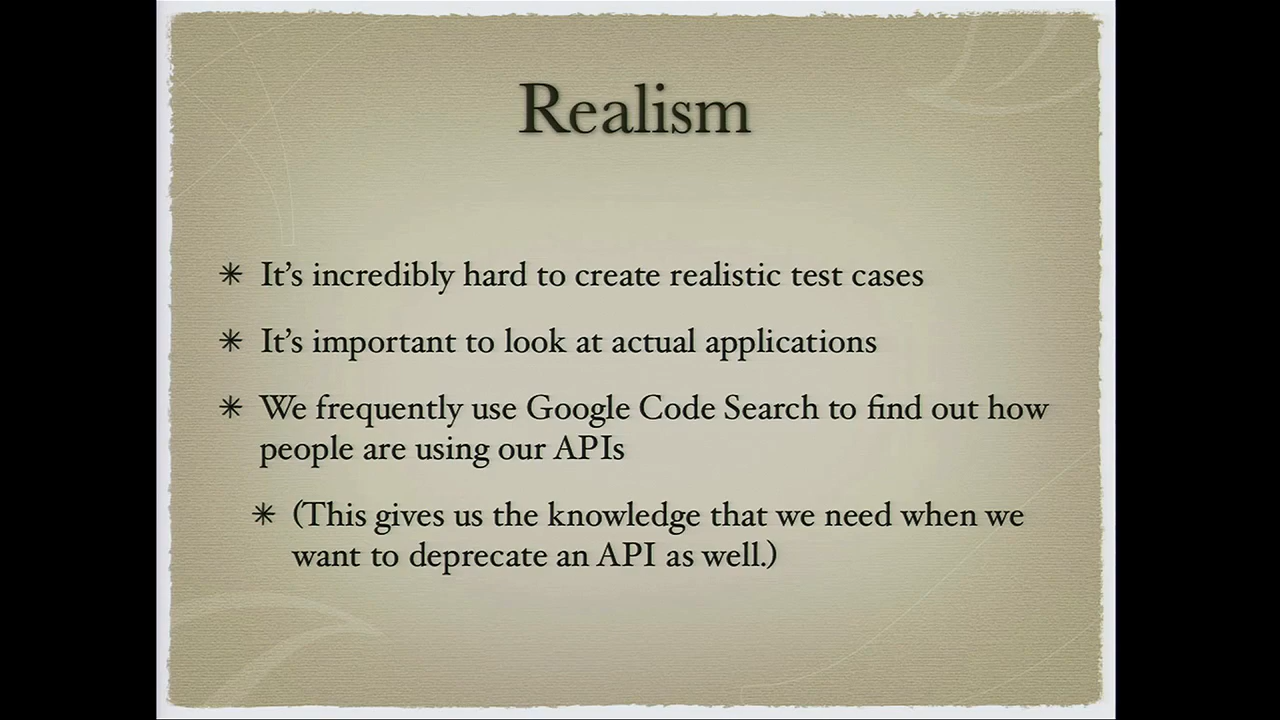 Realism
✳ It's incredibly hard to create realistic test cases
✳ It's important to look at actual applications
✳ We frequently use Google Code Search to find out how
people are using our APIs
✳ (This gives us the knowledge that we need when we
want to deprecate an API as well.)